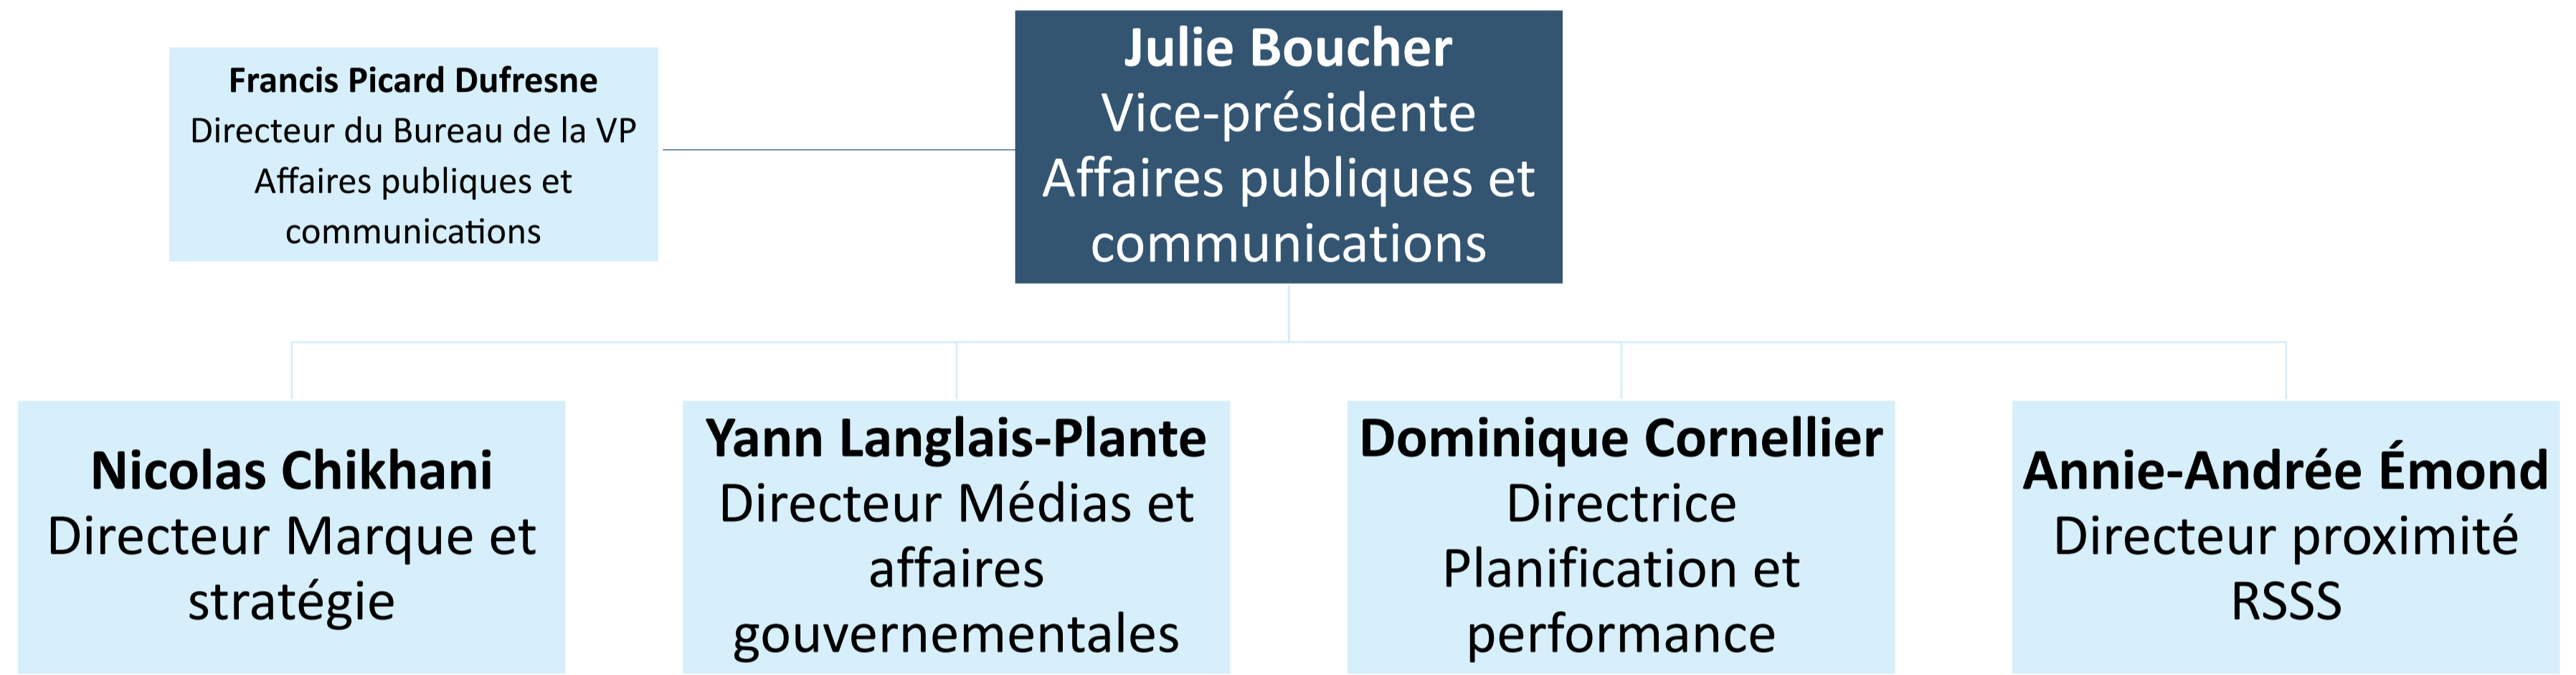 Francis Picard Dufresne
Directeur du Bureau de la VP
Affaires publiques et
communications
Julie Boucher
Vice-présidente
Affaires publiques et
communications
Nicolas Chikhani
Directeur Marque et
stratégie
Yann Langlais-Plante
Directeur Médias et
affaires
gouvernementales
Dominique Cornellier
Directrice
Planification et
performance
Annie-Andrée Émond
Directeur proximité
RSSS